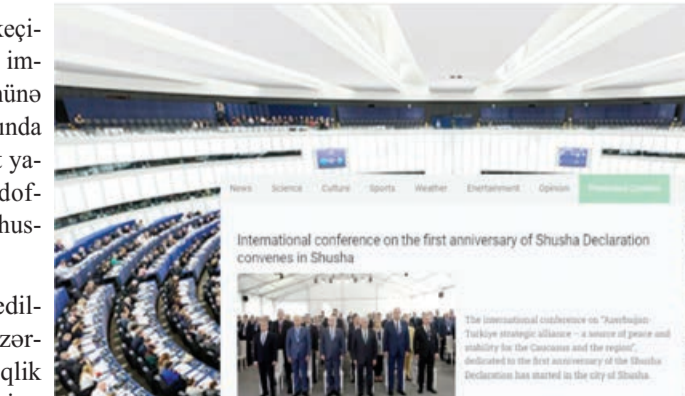 keçi-
im-
ünə
ında
t ya-
dof-
hus-
edil-
zər-
qlik
News Science Culture Sports Weather Enertainment Opinion
International conference on the first anniversary of Shusha Declaration
convenes in Shusha
The international conference on "Azerbaijan-
Turkiye strategic alliance – a source of peace and
stability for the Caucasus and the region",
dedicated to the first anniversary of the Shusha
Declaration has started in the city of Shusha.